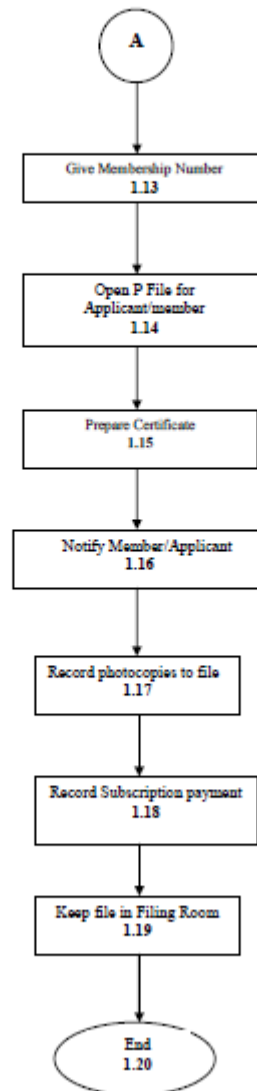 A
Give Membership Number
1.13
Open P File for
Applicant/member
1.14
Prepare Certificate
1.15
Notify Member/Applicant
1.16
Record photocopies to file
1.17
Record Subscription payment
1.18
Keep file in Filing Room
1.19
End
1.20